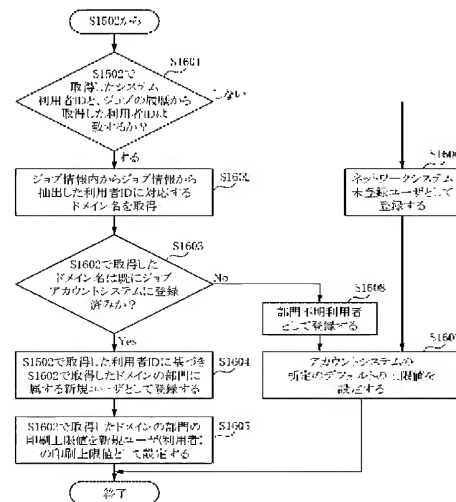 S1502から
S1601
S1502で
取得したシステム
利用者IDと、ジョブの履歴から
取得した利用者IDは
致するか?
ない
する
S1602
ジョブ情報内からジョブ情報から
抽出した利用者IDに対応する
ドメイン名を取得
S1603
S1602で取得した
ドメイン名は既にジョブ
アカウントシステムに登録
済みか?
No
Yes
S1604
S1502で取得した利用者IDに基づき
S1602で取得したドメインの部門に
属する新規ユーザとして登録する
S1605
S1602で取得したドメインの部門の
印刷上限値を新規ユーザ(利用者)
の印刷上限値として設定する
終了
ネットワークシステム
未登録ユーザとして
登録する
S1608
部門不明利用者
として登録する
アカウントシステムの
所定のデフォルトの上限値を
設定する